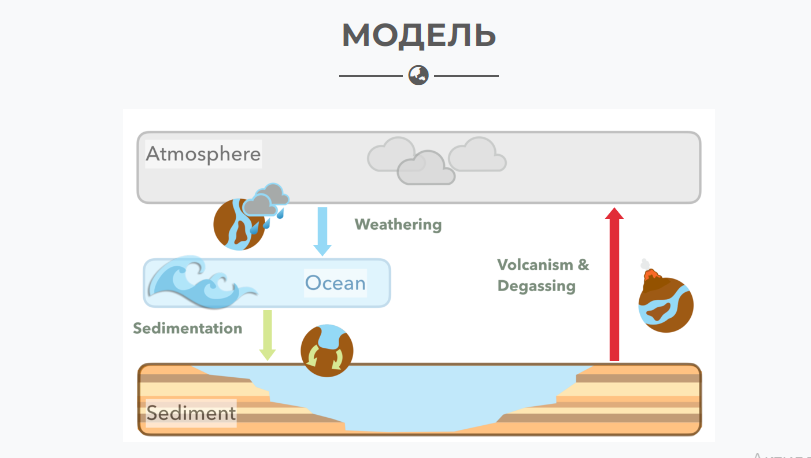 МОДЕЛЬ
Atmosphere
Weathering
Volcanism &
Degassing
Ocean
Sedimentation
Sediment